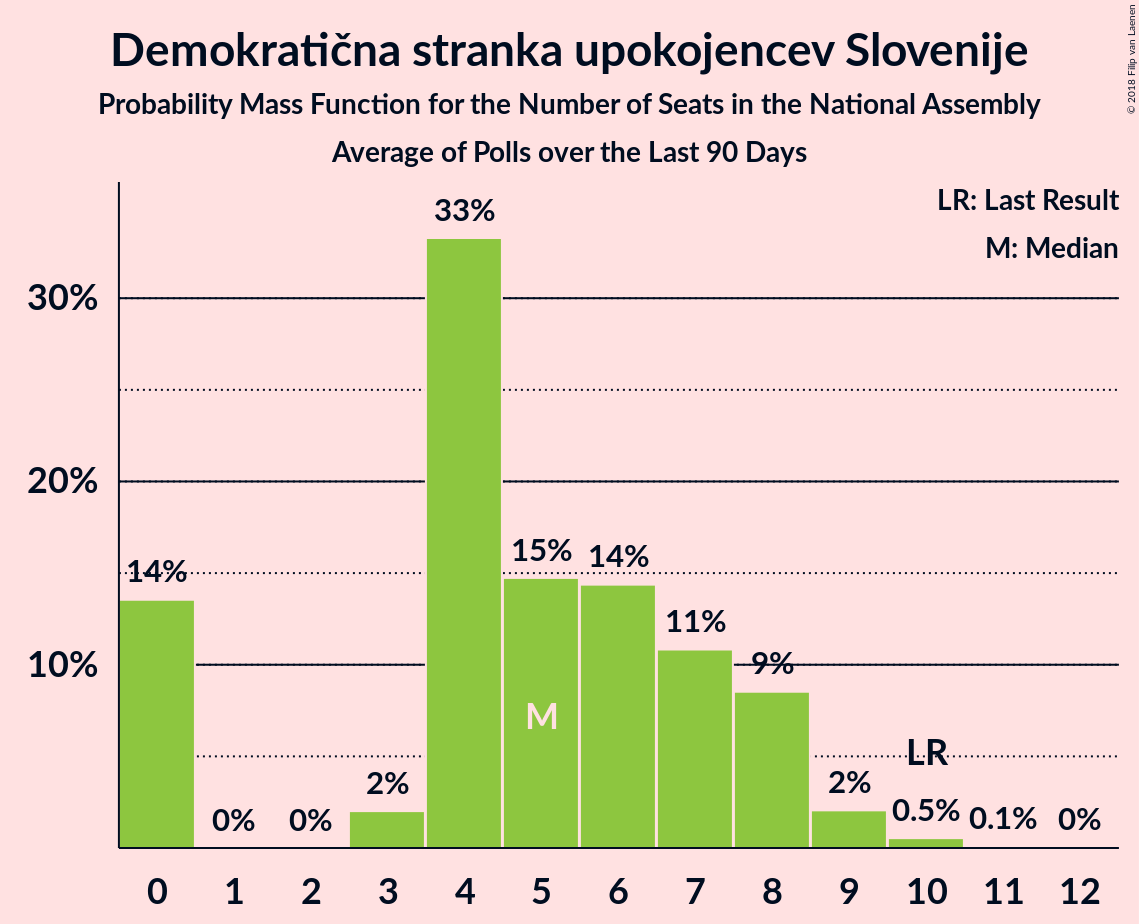 Demokratična stranka upokojencev Slovenije
Probability Mass Function for the Number of Seats in the National Assembly
Average of Polls over the Last 90 Days
© 2018 Filip van Laenen
LR: Last Result
M: Median
33%
30%
20%
15%
14%
14%
11%
10%
9%
M
LR
2%
2%
0%
0%
0.5%
0.1%
0%
0 1 2 3 4 5 6 7 8 9 10 11 12